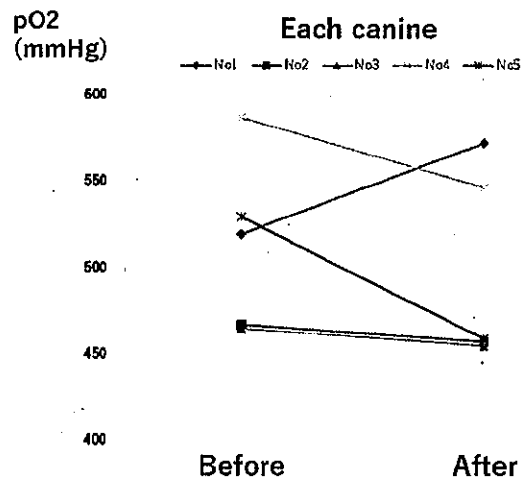 pO2
(mmHg)
Each canine
No1 No2 No3 No4 No5
600
550
500
450
400
Before After